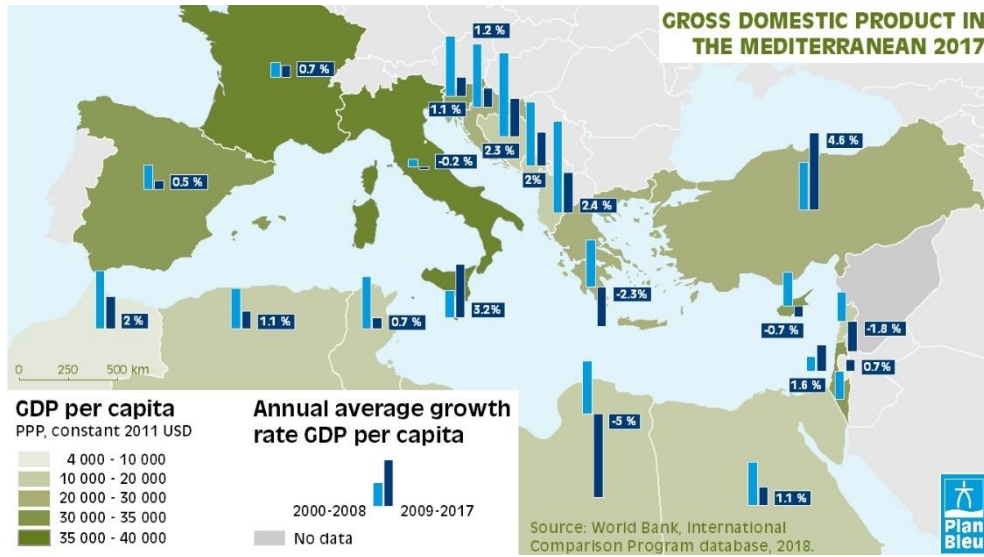 GROSS DOMESTIC PRODUCT IN
THE MEDITERRANEAN 2017
1.2 %
0.7 %
1.1 %
4.6 %
2.3 %
-0.2 %
2%
0.5 %
2.4 %
2 %
1.1 %
0.7 %
3.2%
-2.3%
-0.7 %
-1.8 %
0.7%
1.6 %
0 250 500 km
-5 %
1.1 %
GDP per capita
PPP, constant 2011 USD
4 000 - 10 000
10 000 - 20 000
20 000 - 30 000
30 000 - 35 000
35 000 - 40 000
Annual average growth
rate GDP per capita
2000-2008 2009-2017
No data
Source: World Bank, International
Comparison Program database, 2018.
Plan
Bleu